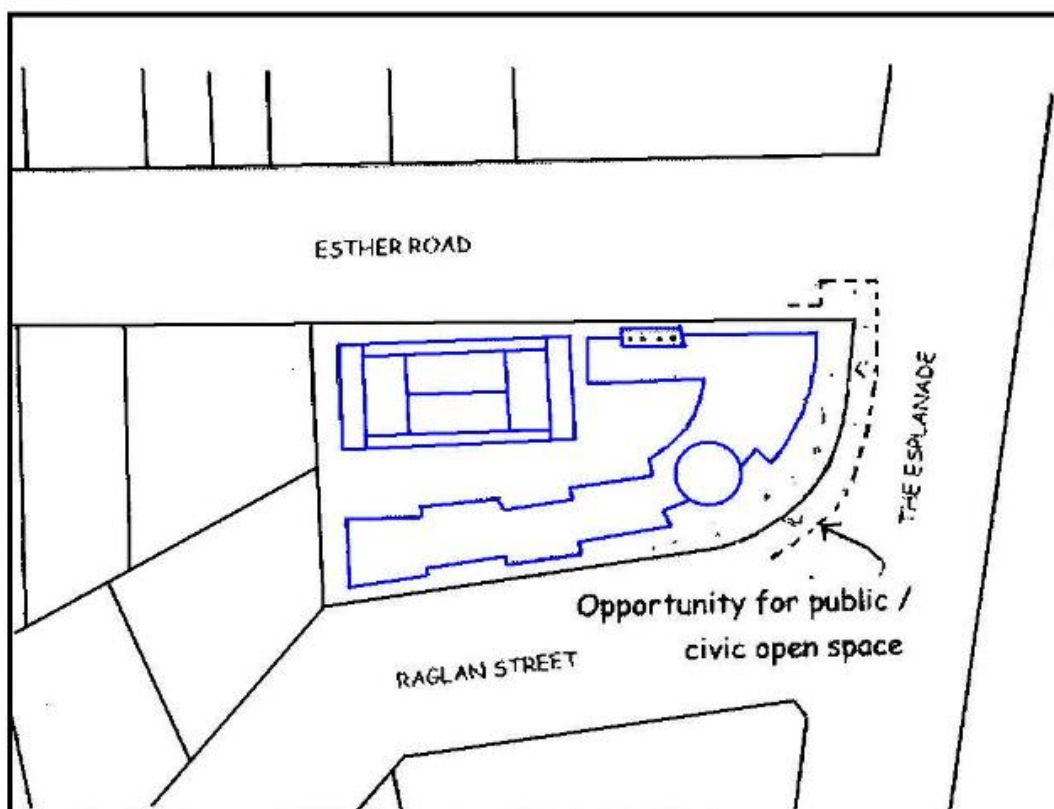 ESTHER ROAD
THE ESPLANADE
Opportunity for public /
civic open space
RAGLAN STREET